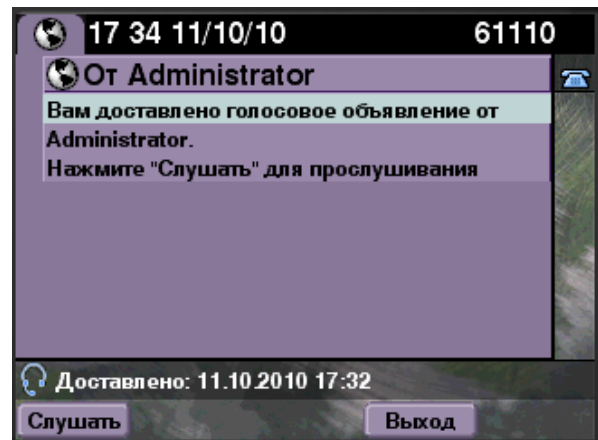 17 34 11/10/10 61110
От Administrator
Вам доставлено голосовое объявление от
Administrator.
Нажмите "Слушать" для прослушивания
Доставлено: 11.10.2010 17:32
Слушать Выход